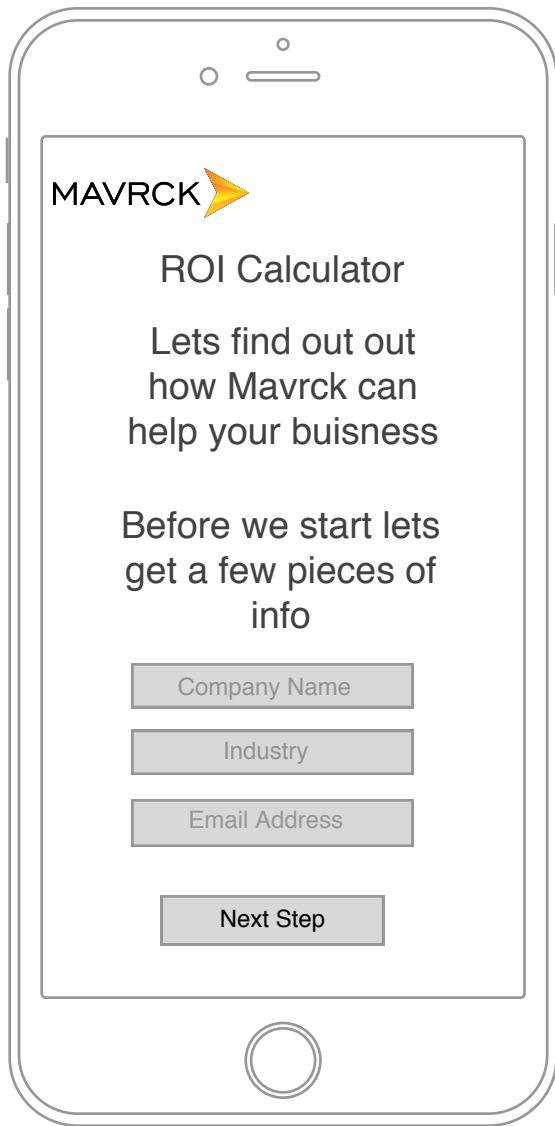 MAVRCK
ROI Calculator
Lets find out out
how Mavrck can
help your buisness
Before we start lets
get a few pieces of
info
Company Name
Industry
Email Address
Next Step